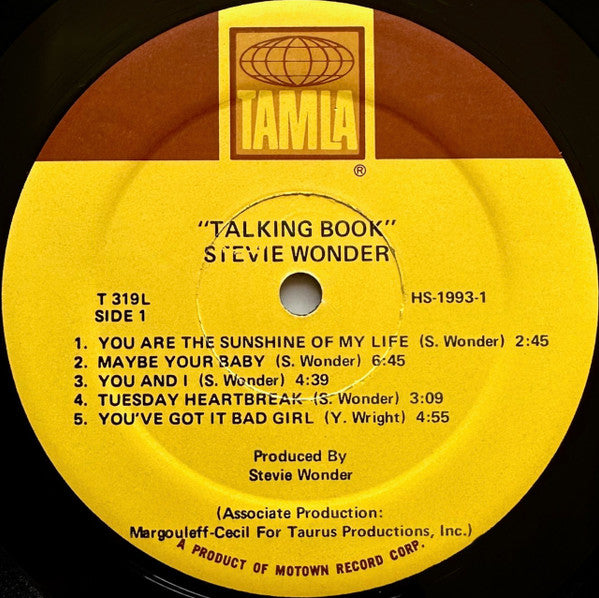 TAMLA
®
"TALKING BOOK"
STEVIE WONDER
T 319L
HS-1993-1
SIDE 1
1. YOU ARE THE SUNSHINE OF MY LIFE (S. Wonder) 2:45
2. MAYBE YOUR BABY (S. Wonder) 6:45
3. YOU AND I (S. Wonder) 4:39
4. TUESDAY HEARTBREAK (S. Wonder) 3:09
5. YOU'VE GOT IT BAD GIRL (Y. Wright) 4:55
Produced By
Stevie Wonder
(Associate Production:
Margouleff-Cecil For Taurus Productions, Inc.)
A PRODUCT OF MOTOWN RECORD CORP.